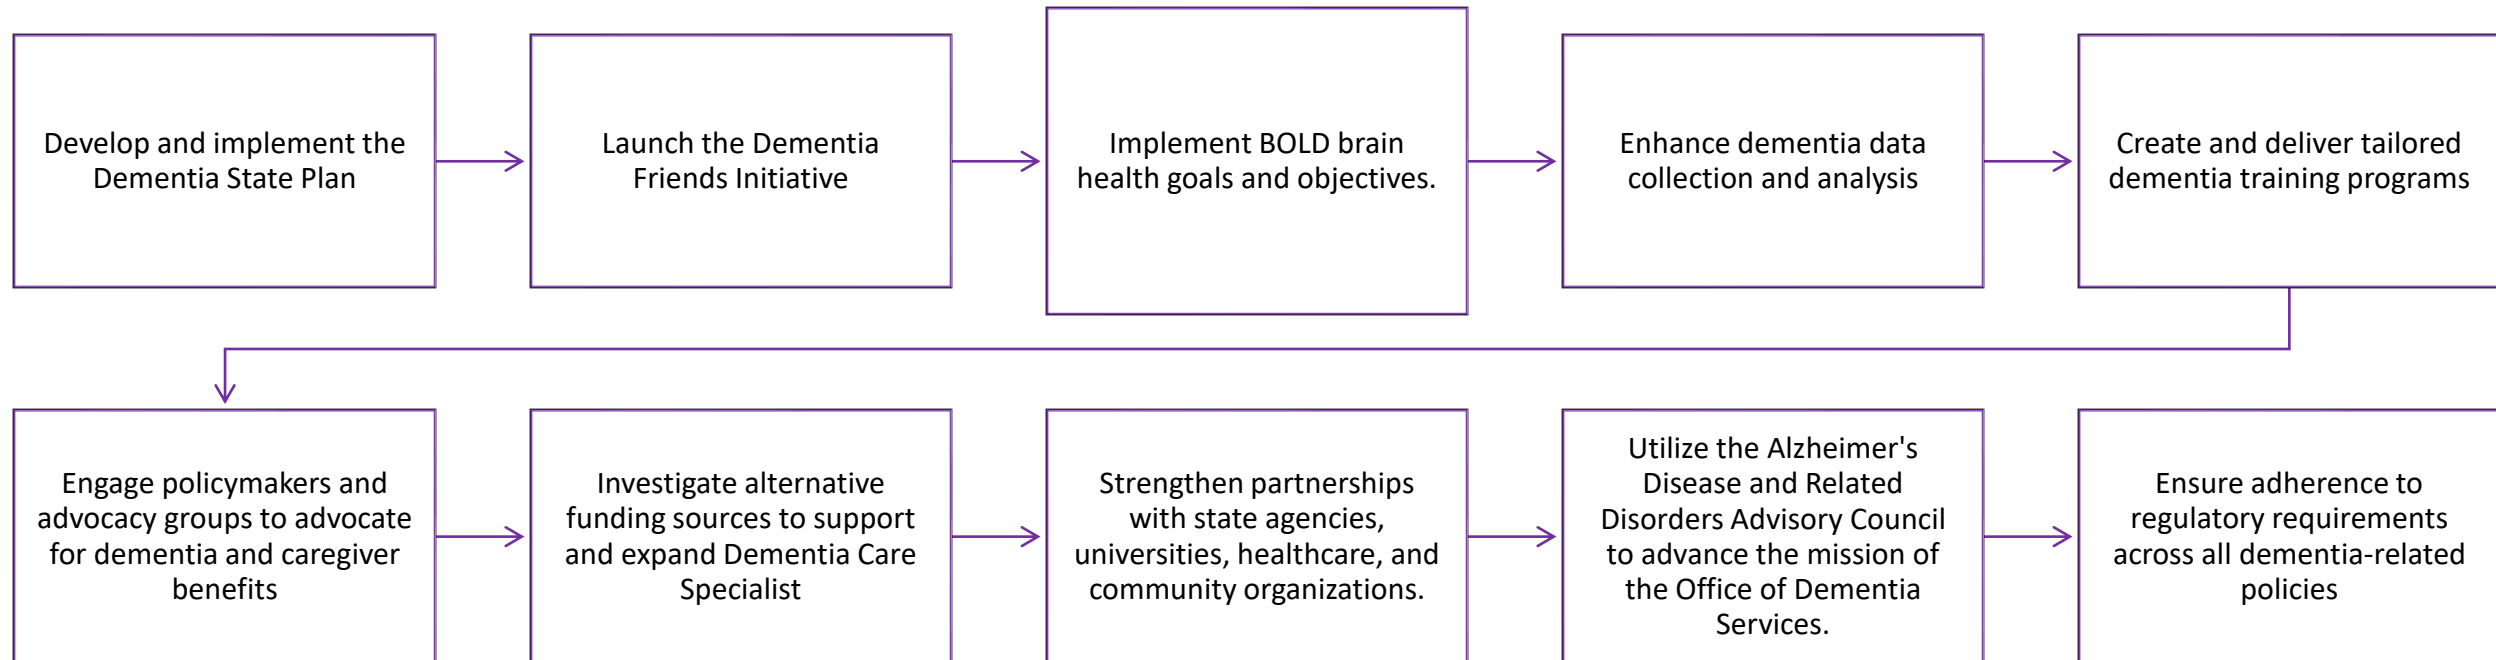 Develop and implement the
Dementia State Plan
Launch the Dementia
Friends Initiative
Implement BOLD brain
health goals and objectives.
Enhance dementia data
collection and analysis
Create and deliver tailored
dementia training programs
Engage policymakers and
advocacy groups to advocate
for dementia and caregiver
benefits
Investigate alternative
funding sources to support
and expand Dementia Care
Specialist
Strengthen partnerships
with state agencies,
universities, healthcare, and
community organizations.
Utilize the Alzheimer's
Disease and Related
Disorders Advisory Council
to advance the mission of
the Office of Dementia
Services.
Ensure adherence to
regulatory requirements
across all dementia-related
policies